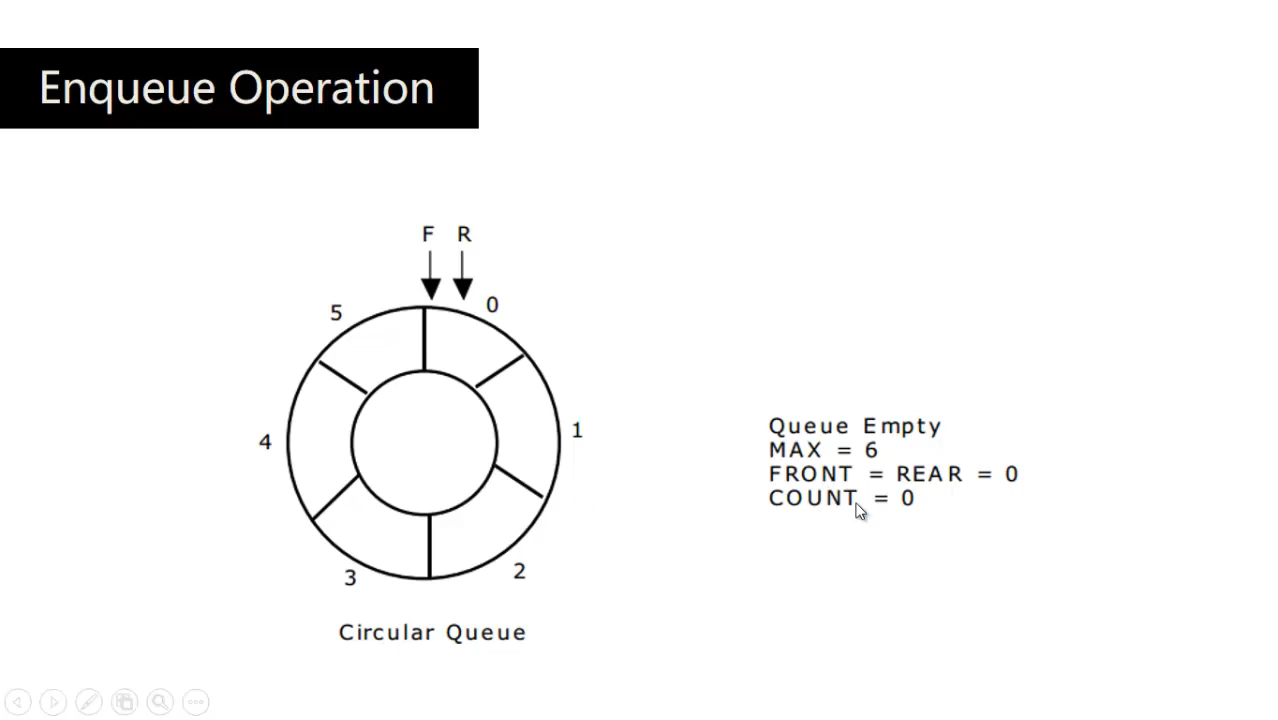 Enqueue Operation
F R
5 0
4 1
3 2
Circular Queue
Queue Empty
MAX = 6
FRONT = REAR = 0
COUNT = 0